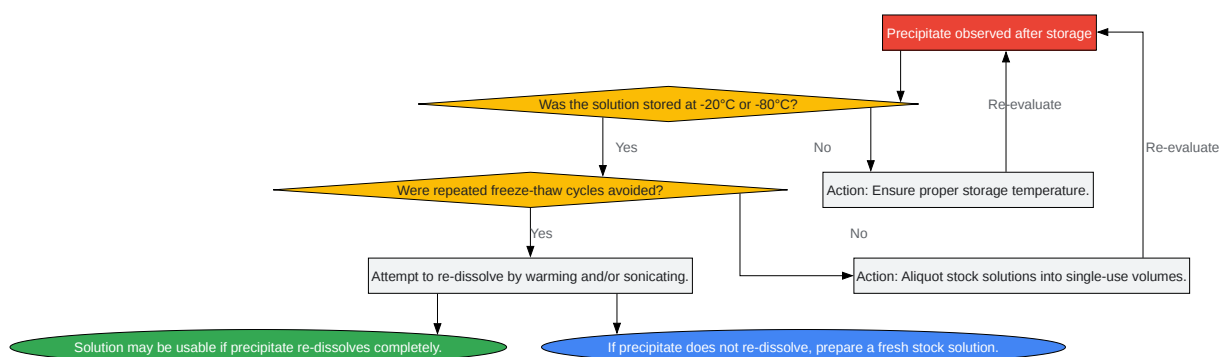 Precipitate observed after storage
Was the solution stored at -20°C or -80°C?
Re-evaluate
Yes
No
Re-evaluate
Were repeated freeze-thaw cycles avoided?
Action: Ensure proper storage temperature.
Yes
No
Attempt to re-dissolve by warming and/or sonicating.
Action: Aliquot stock solutions into single-use volumes.
Solution may be usable if precipitate re-dissolves completely.
If precipitate does not re-dissolve, prepare a fresh stock solution.